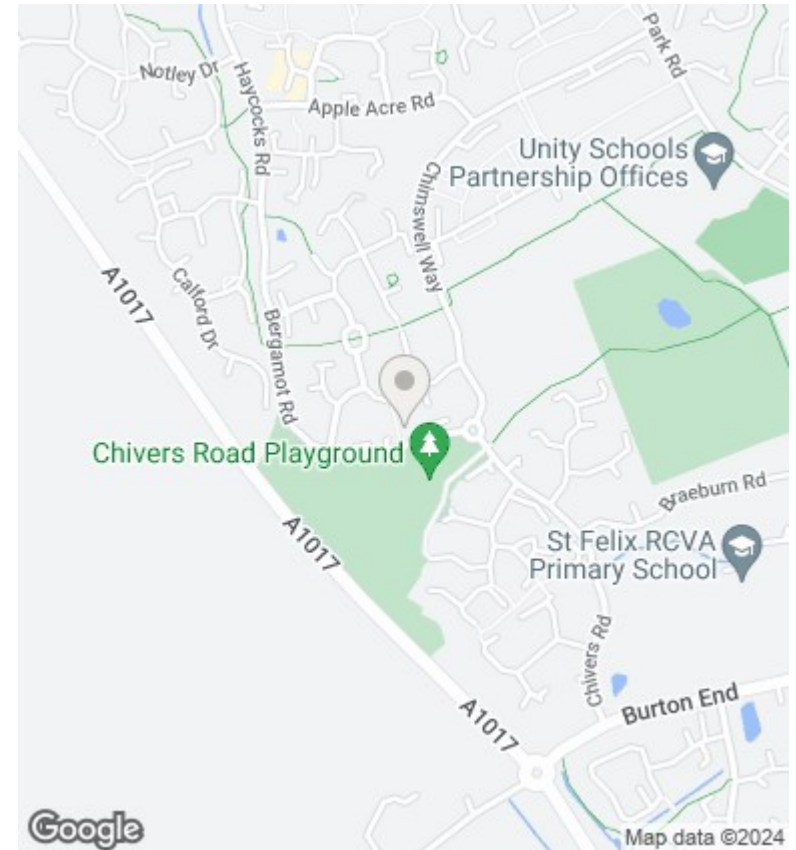 Notley Dr
Haycocks Rd
Apple Acre Rd
Park Rd
Unity Schools
Partnership Offices
Chimswell Way
A1017
Calford Dr
Bergamot Rd
Chivers Road Playground
Braeburn Rd
A1017
St Felix RCVA
Primary School
Chivers Rd
Burton End
A1017
Google
Map data ©2024